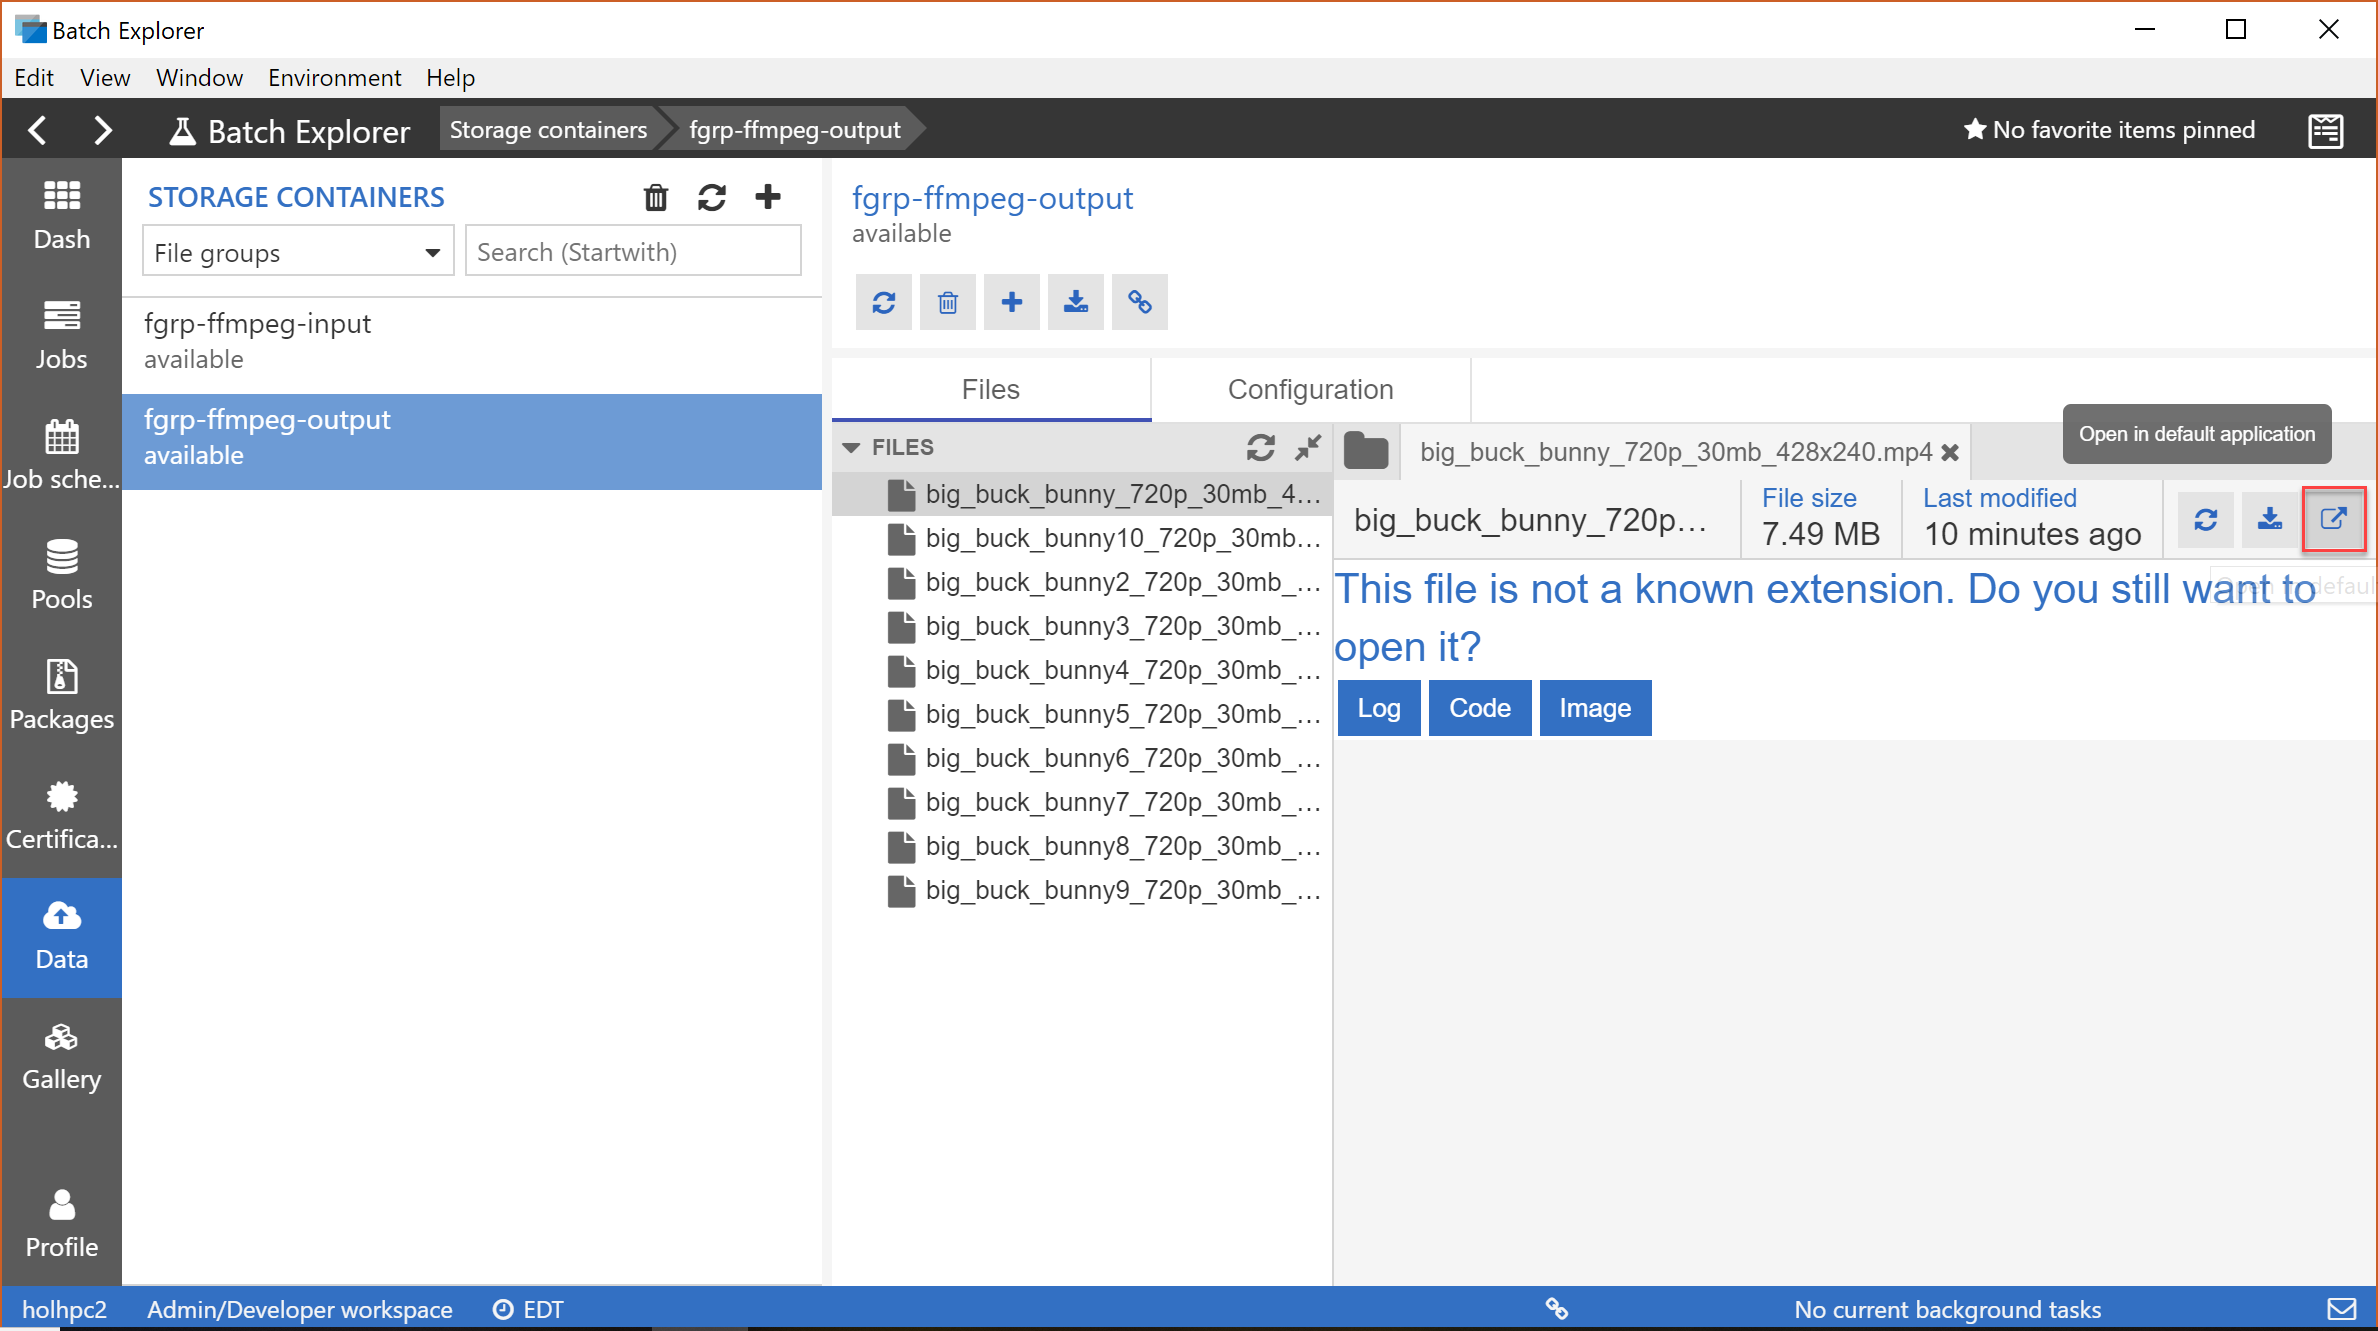 Batch Explorer
Edit View Window Environment Help
Batch Explorer
Storage containers
fgrp-ffmpeg-output
No favorite items pinned
Dash
Jobs
Job sche...
Pools
Packages
Certifica...
Data
Gallery
Profile
STORAGE CONTAINERS
File groups
Search (Startwith)
fgrp-ffmpeg-input
available
fgrp-ffmpeg-output
available
fgrp-ffmpeg-output
available
Files
Configuration
FILES
big_buck_bunny_720p_30mb_4...
big_buck_bunny10_720p_30mb...
big_buck_bunny2_720p_30mb_...
big_buck_bunny3_720p_30mb_...
big_buck_bunny4_720p_30mb_...
big_buck_bunny5_720p_30mb_...
big_buck_bunny6_720p_30mb_...
big_buck_bunny7_720p_30mb_...
big_buck_bunny8_720p_30mb_...
big_buck_bunny9_720p_30mb_...
big_buck_bunny_720p_30mb_428x240.mp4
Open in default application
big_buck_bunny_720p...
File size
7.49 MB
Last modified
10 minutes ago
This file is not a known extension. Do you still want to
open it?
Log
Code
Image
holhpc2
Admin/Developer workspace
EDT
No current background tasks